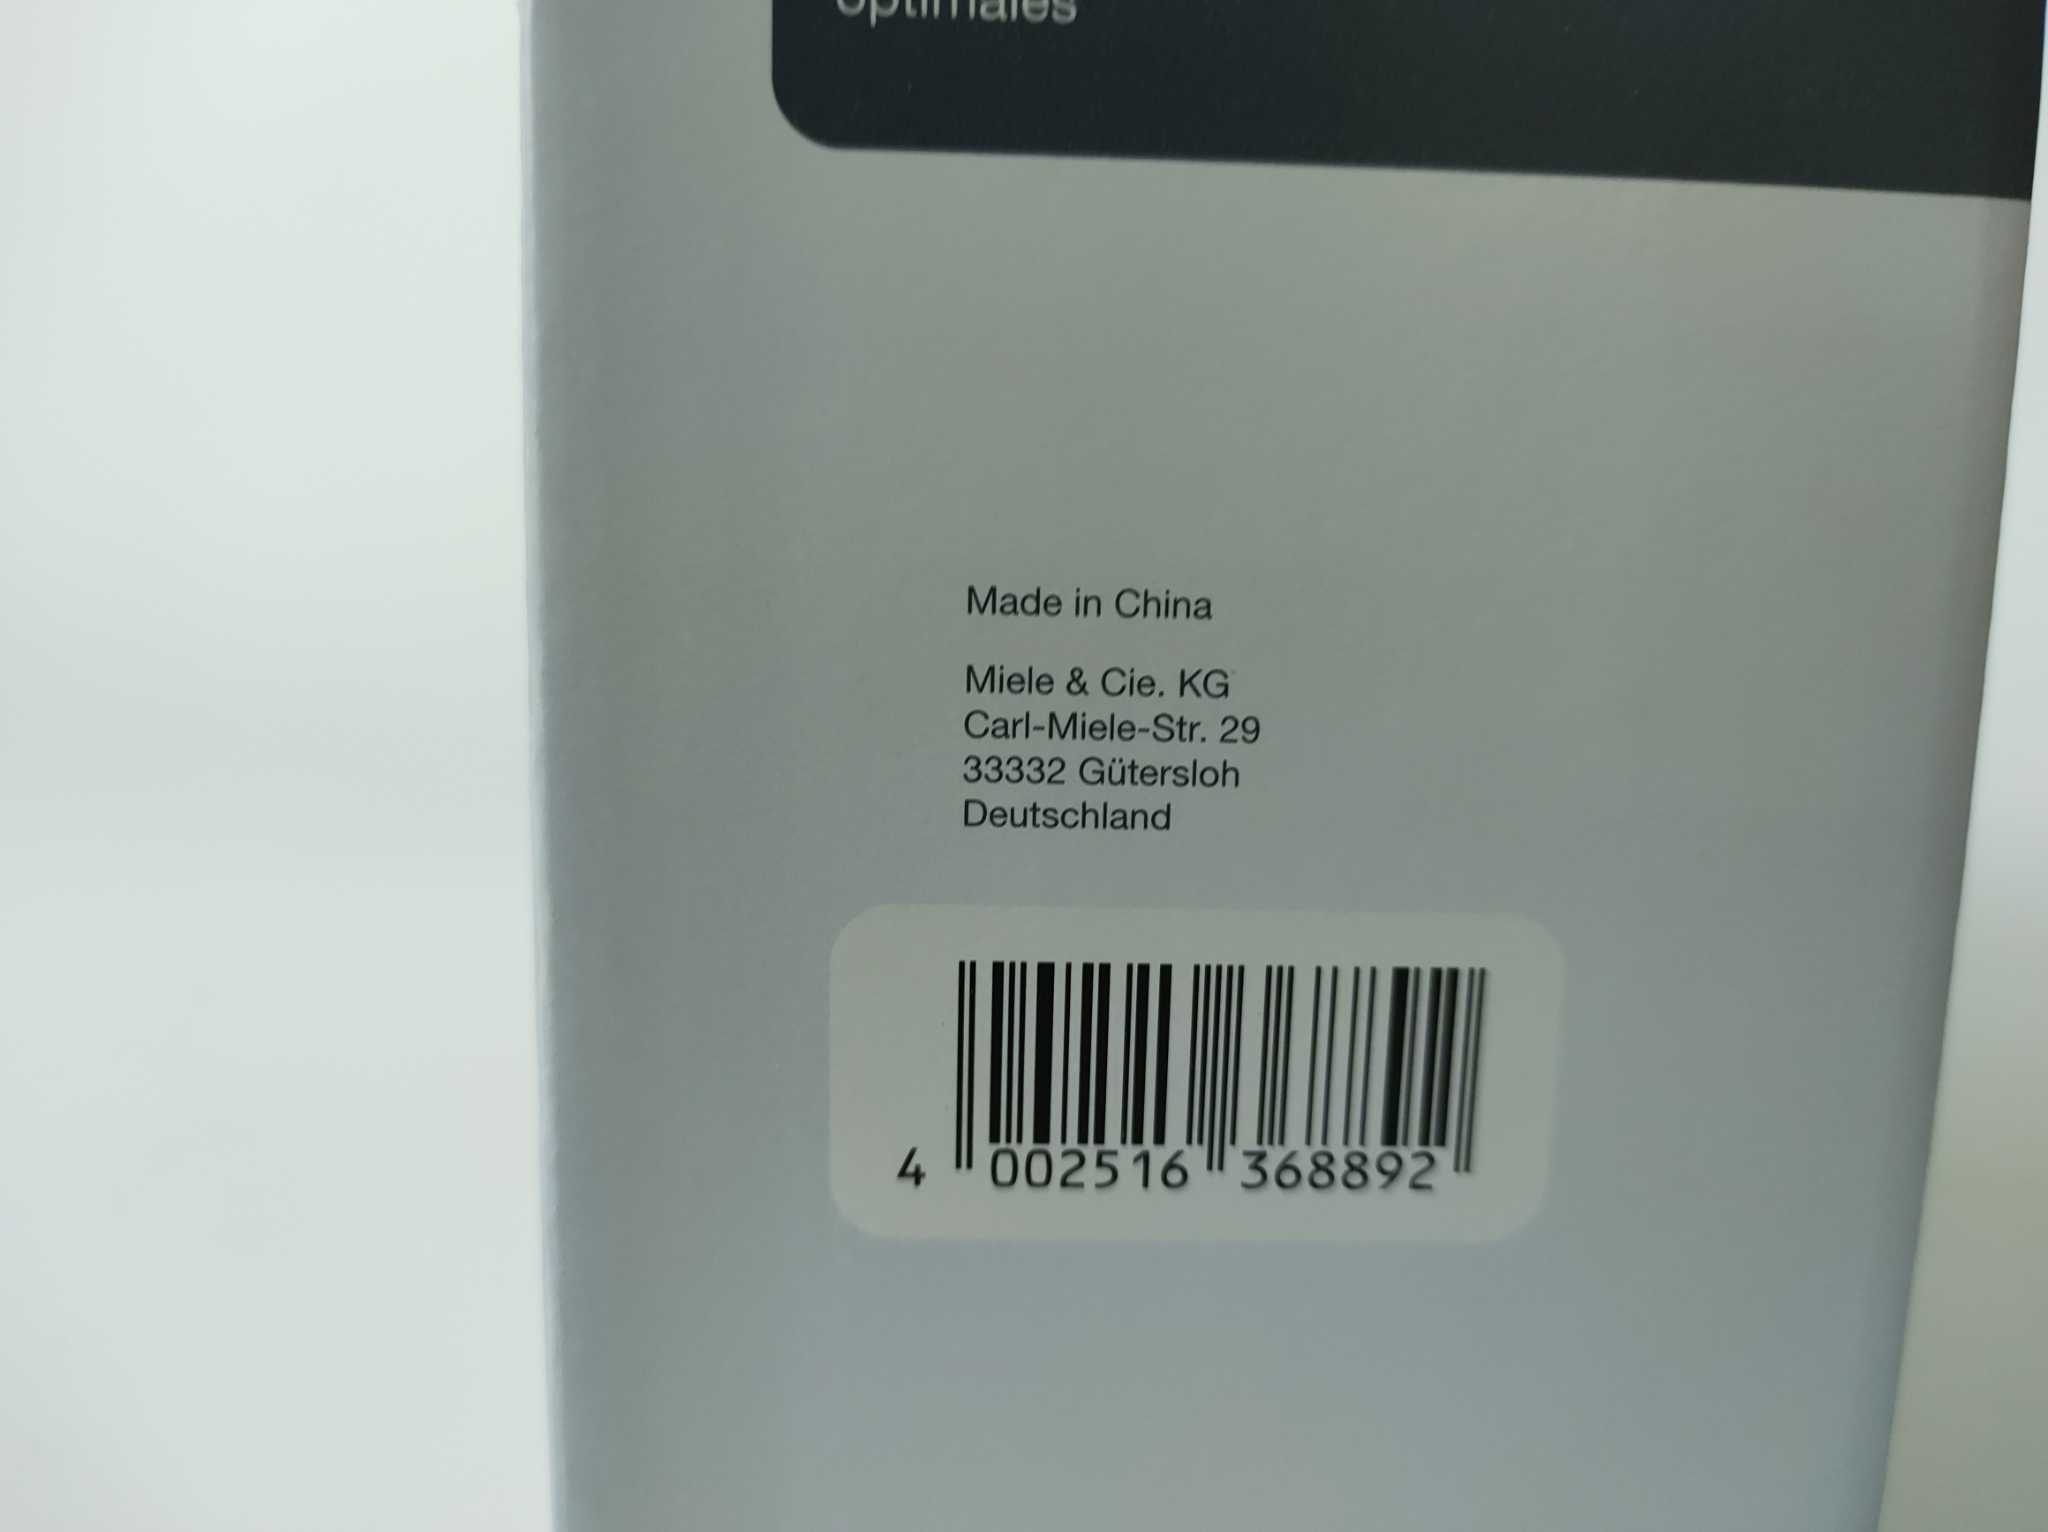 optimales
Made in China
Miele & Cie. KG
Carl-Miele-Str. 29
33332 Gütersloh
Deutschland
4 002516 368892